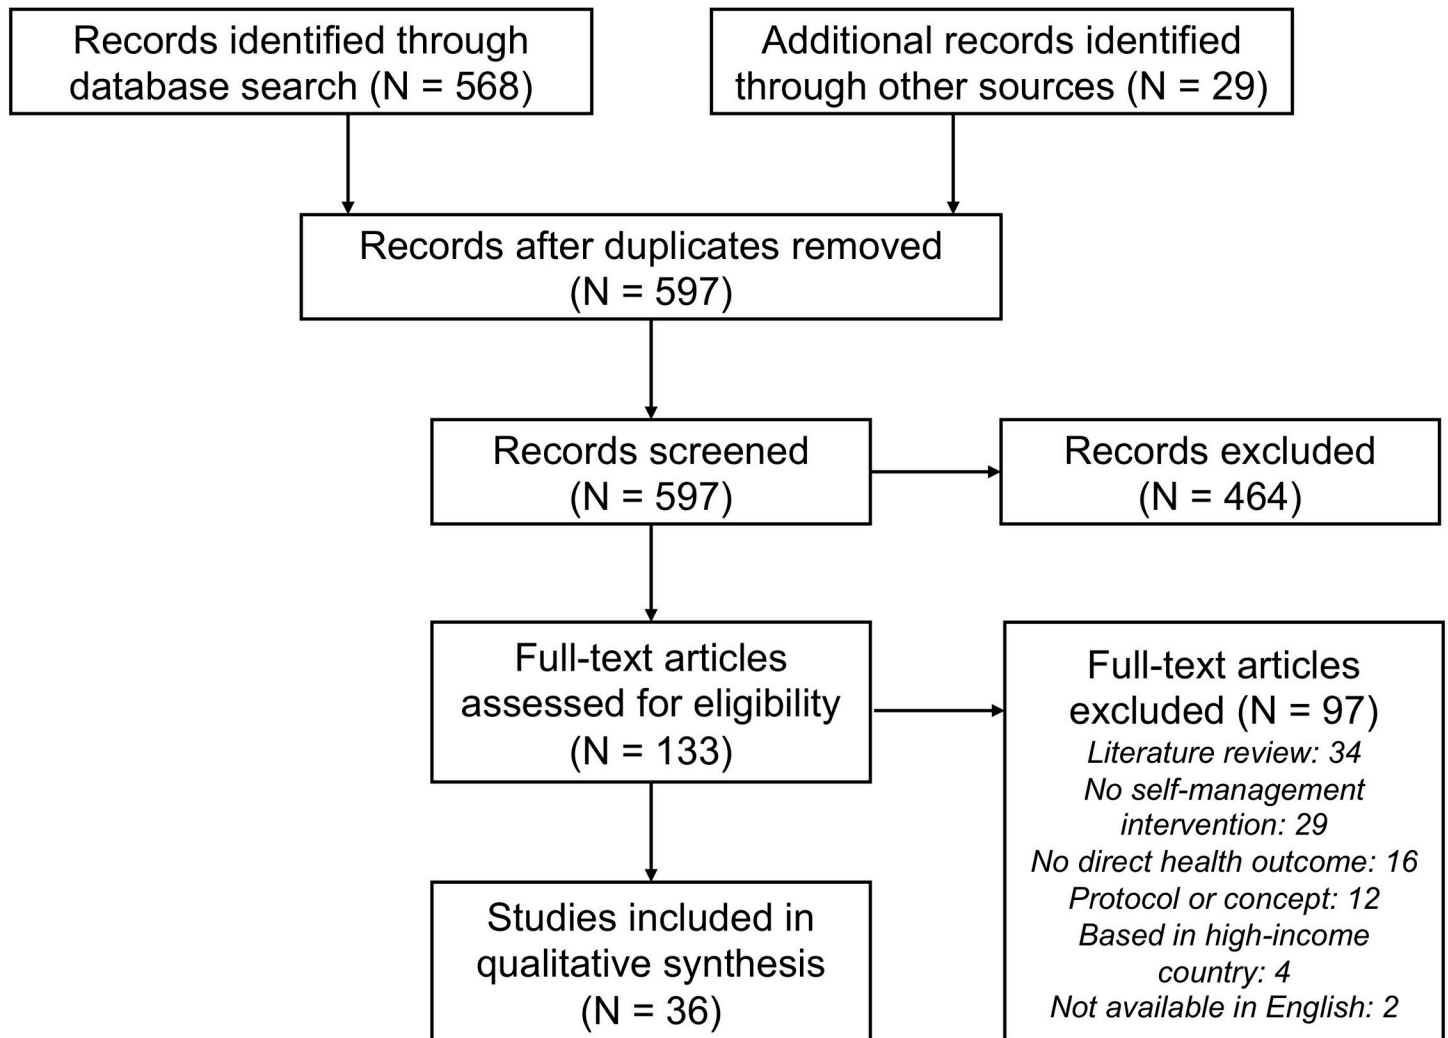 Records identified through
database search (N = 568)
Additional records identified
through other sources (N = 29)
Records after duplicates removed
(N = 597)
Records screened
(N = 597)
Records excluded
(N = 464)
Full-text articles
assessed for eligibility
(N = 133)
Full-text articles
excluded (N = 97)
Literature review: 34
No self-management
intervention: 29
No direct health outcome: 16
Protocol or concept: 12
Based in high-income
country: 4
Not available in English: 2
Studies included in
qualitative synthesis
(N = 36)